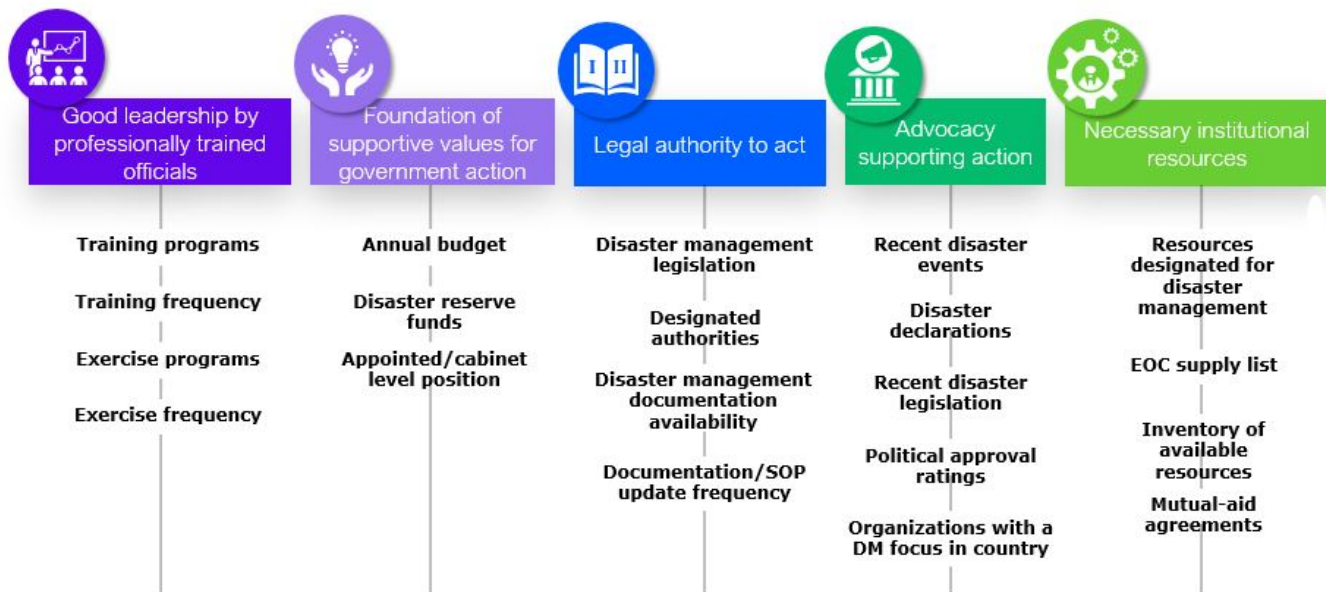 I II
Good leadership by
professionally trained
officials
Training programs
Training frequency
Exercise programs
Exercise frequency
Foundation of
supportive values for
government action
Annual budget
Disaster reserve
funds
Appointed/cabinet
level position
Legal authority to act
Disaster management
legislation
Designated
authorities
Disaster management
documentation
availability
Documentation/SOP
update frequency
Advocacy
supporting action
Recent disaster
events
Disaster
declarations
Recent disaster
legislation
Political approval
ratings
Organizations with a
DM focus in country
Necessary institutional
resources
Resources
designated for
disaster
management
EOC supply list
Inventory of
available
resources
Mutual-aid
agreements